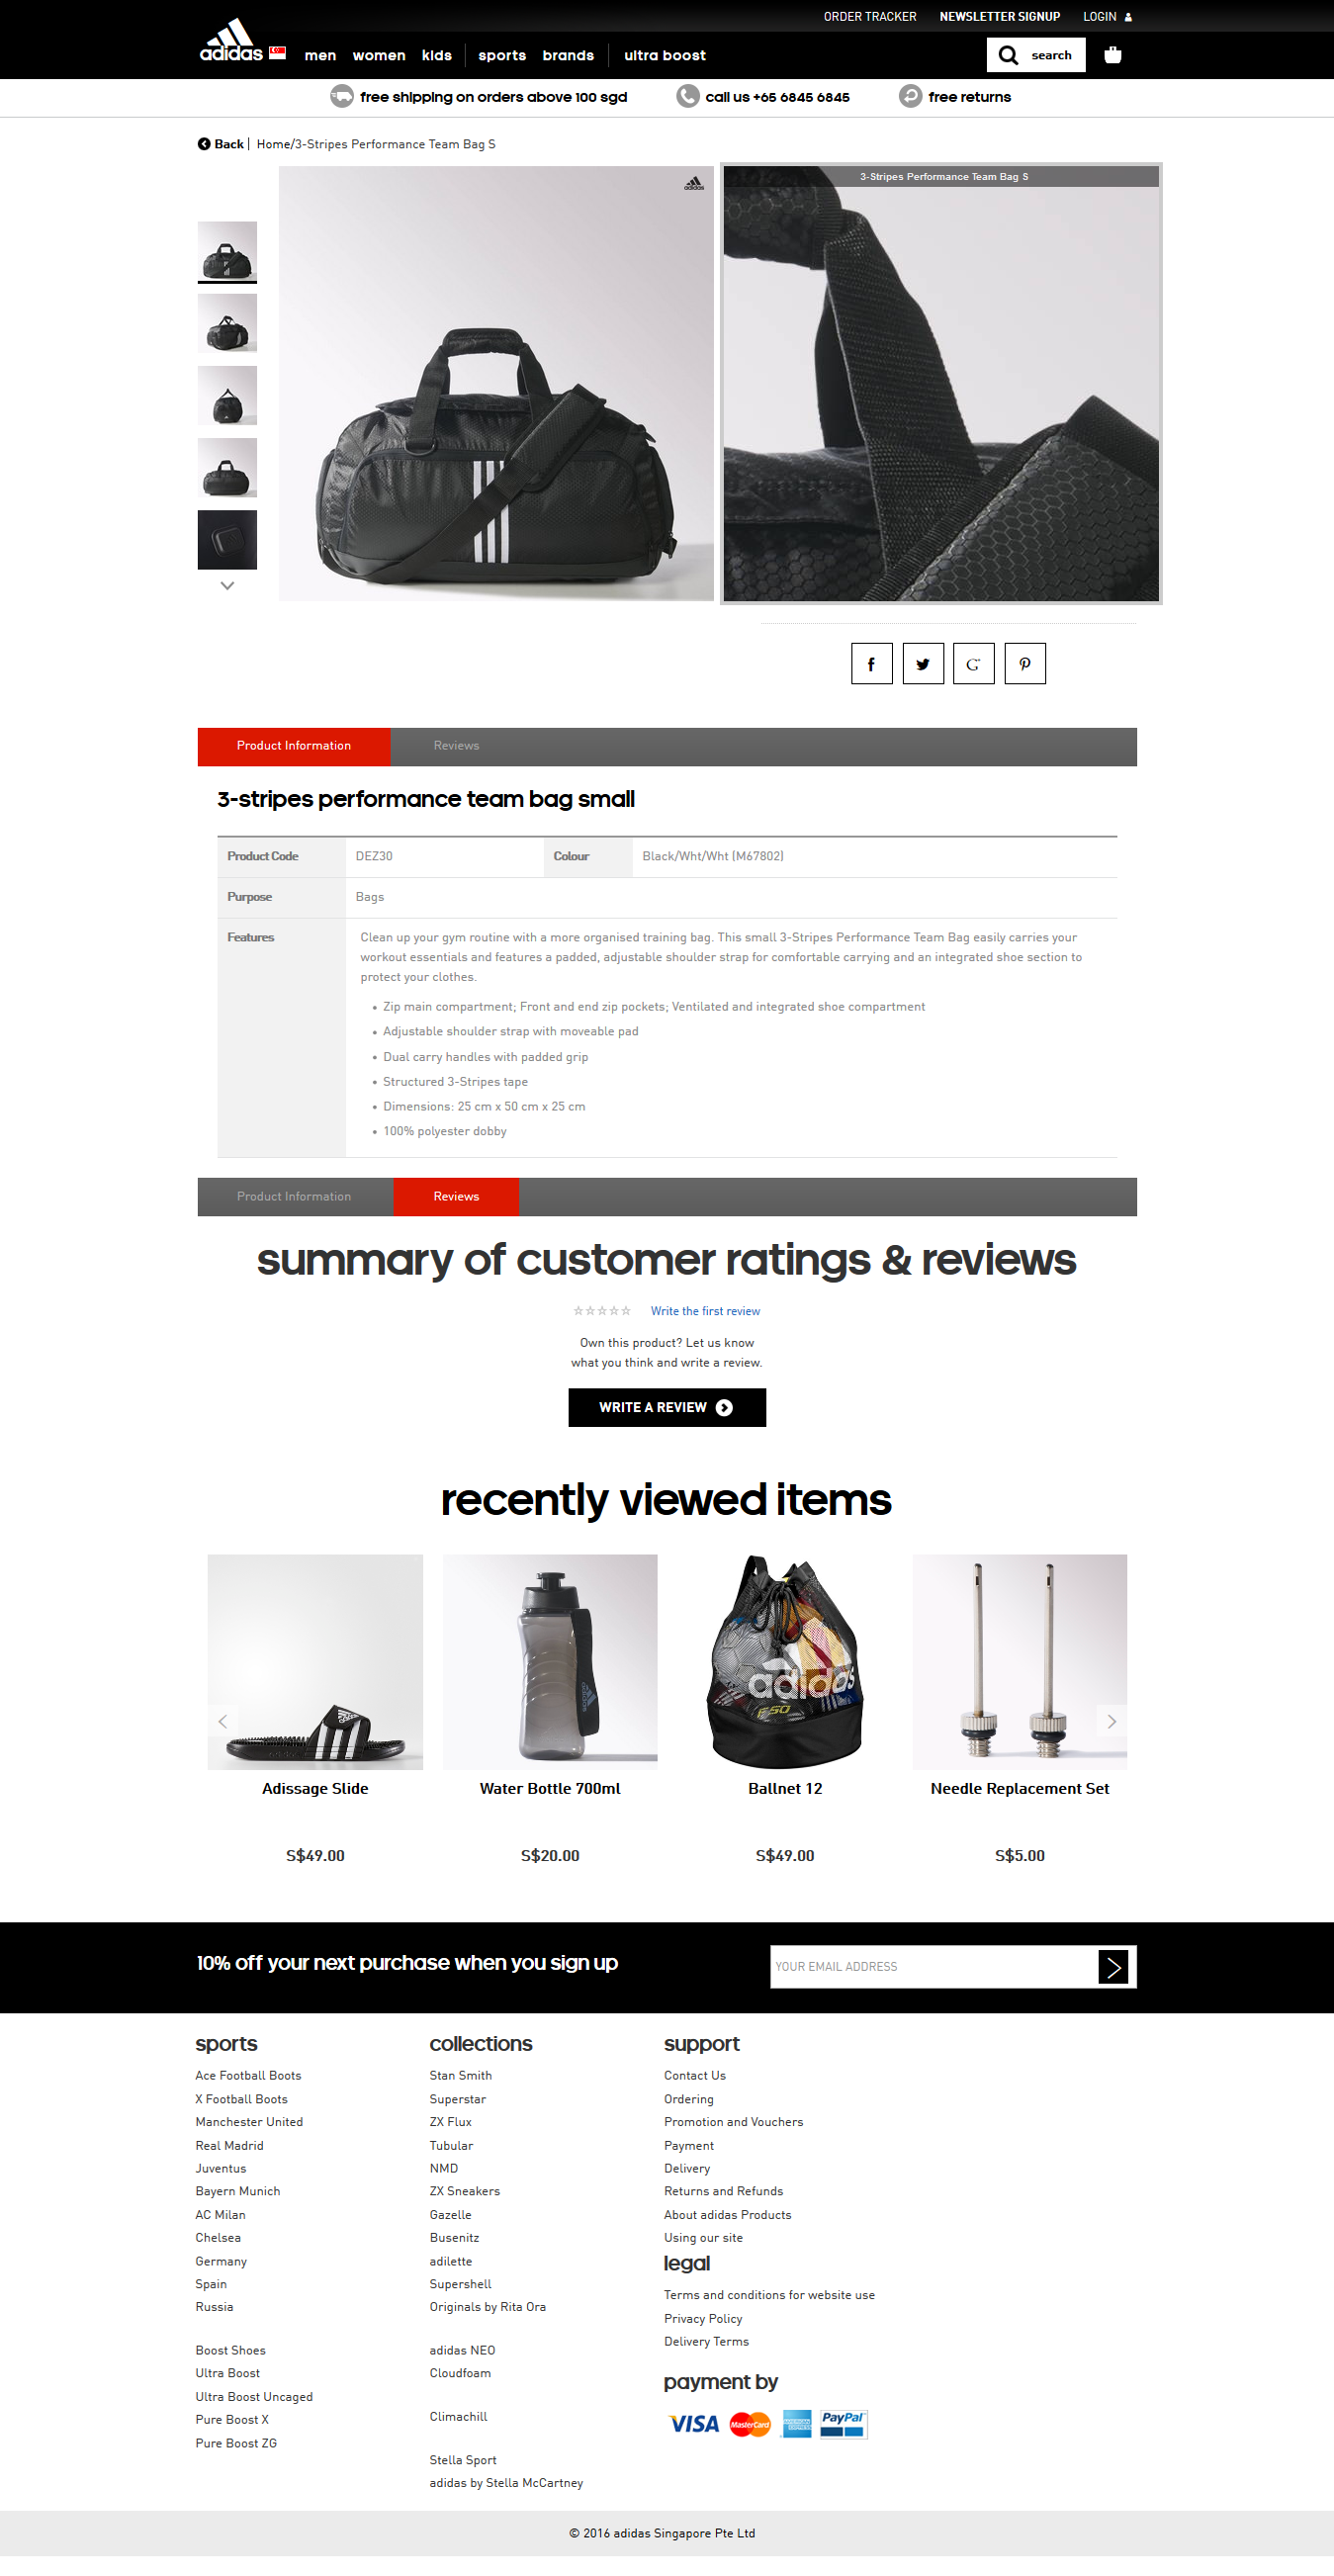 ORDER TRACKER NEWSLETTER SIGNUP LOGIN
adidas men women kids sports brands ultra boost search
free shipping on orders above 100 sgd call us +65 6845 6845 free returns
Back Home/3-Stripes Performance Team Bag S
adidas
3-Stripes Performance Team Bag S
Product Information Reviews
3-stripes performance team bag small
Product Code DEZ30 Colour Black/Wht/Wht (M67802)
Purpose Bags
Features Clean up your gym routine with a more organised training bag. This small 3-Stripes Performance Team Bag easily carries your
workout essentials and features a padded, adjustable shoulder strap for comfortable carrying and an integrated shoe section to
protect your clothes.
• Zip main compartment; Front and end zip pockets; Ventilated and integrated shoe compartment
• Adjustable shoulder strap with moveable pad
• Dual carry handles with padded grip
• Structured 3-Stripes tape
• Dimensions: 25 cm x 50 cm x 25 cm
• 100% polyester dobby
Product Information Reviews
summary of customer ratings & reviews
Write the first review
Own this product? Let us know
what you think and write a review.
WRITE A REVIEW
recently viewed items
adidas
F50
Adissage Slide Water Bottle 700ml Ballnet 12 Needle Replacement Set
S$49.00 S$20.00 S$49.00 S$5.00
10% off your next purchase when you sign up YOUR EMAIL ADDRESS
sports
Ace Football Boots
X Football Boots
Manchester United
Real Madrid
Juventus
Bayern Munich
AC Milan
Chelsea
Germany
Spain
Russia
Boost Shoes
Ultra Boost
Ultra Boost Uncaged
Pure Boost X
Pure Boost ZG
collections
Stan Smith
Superstar
ZX Flux
Tubular
NMD
ZX Sneakers
Gazelle
Busenitz
adilette
Supershell
Originals by Rita Ora
adidas NEO
Cloudfoam
Climachill
Stella Sport
adidas by Stella McCartney
support
Contact Us
Ordering
Promotion and Vouchers
Payment
Delivery
Returns and Refunds
About adidas Products
Using our site
legal
Terms and conditions for website use
Privacy Policy
Delivery Terms
payment by
VISA MasterCard AMERICAN EXPRESS PayPal
© 2016 adidas Singapore Pte Ltd